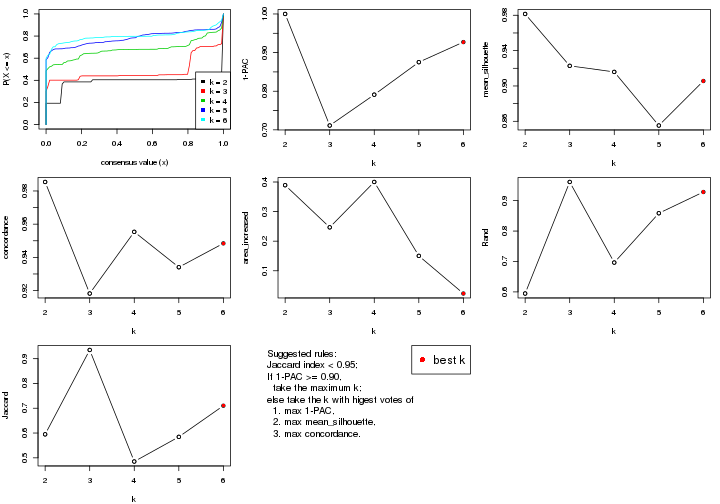 P(X <= x)
1.0
0.8
0.6
0.4
0.2
0.0
0.0 0.2 0.4 0.6 0.8 1.0
consensus value (x)
k = 2
k = 3
k = 4
k = 5
k = 6
1-PAC
1.00
0.90
0.80
0.70
2 3 4 5 6
k
mean_silhouette
0.98
0.94
0.90
0.86
2 3 4 5 6
k
concordance
0.98
0.96
0.94
0.92
2 3 4 5 6
k
area_increased
0.4
0.3
0.2
0.1
2 3 4 5 6
k
Rand
0.9
0.8
0.7
0.6
2 3 4 5 6
k
Jaccard
0.9
0.8
0.7
0.6
0.5
2 3 4 5 6
k
Suggested rules:
Jaccard index < 0.95;
If 1-PAC >= 0.90,
take the maximum k;
else take the k with higest votes of
1. max 1-PAC,
2. max mean_silhouette,
3. max concordance.
best k